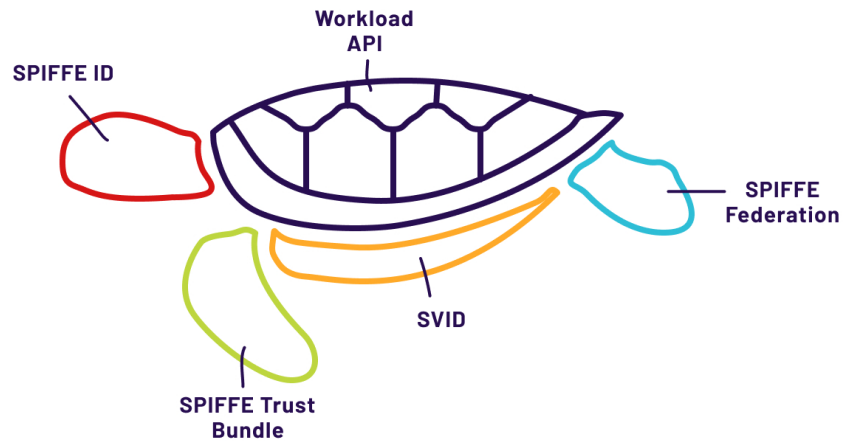 Workload
API
SPIFFE ID
SPIFFE
Federation
SVID
SPIFFE Trust
Bundle